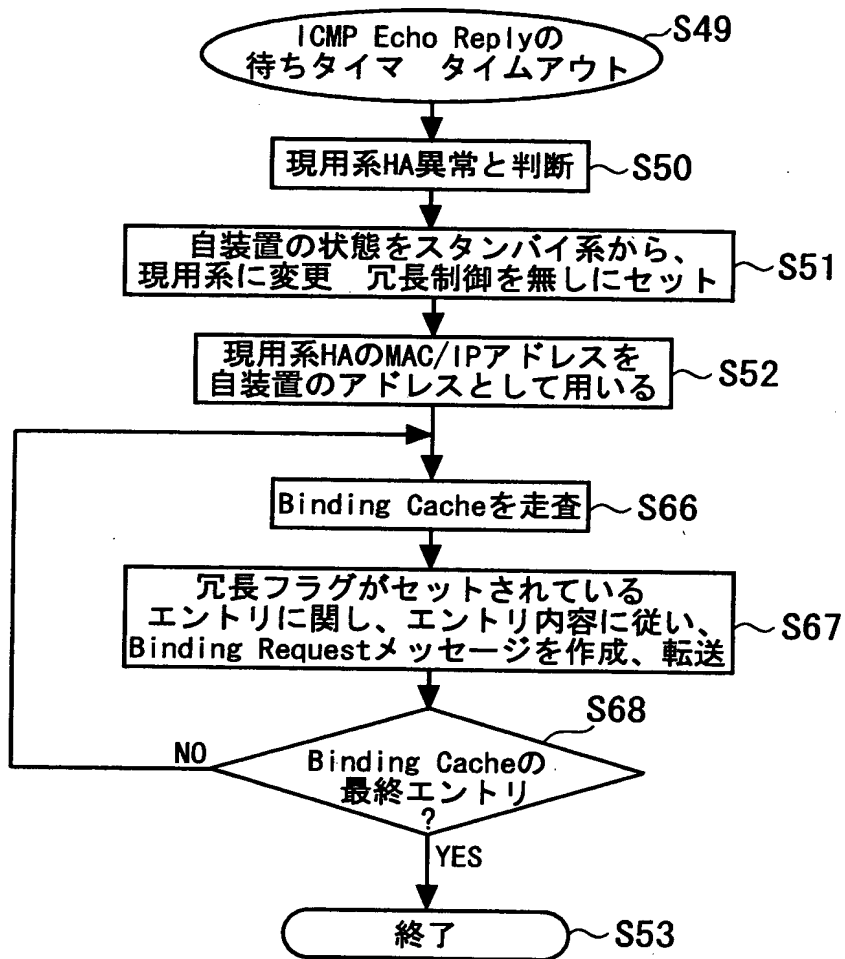 ICMP Echo Replyの
待ちタイマ　タイムアウト
S49
現用系HA異常と判断
S50
自装置の状態をスタンバイ系から、
現用系に変更　冗長制御を無しにセット
S51
現用系HAのMAC/IPアドレスを
自装置のアドレスとして用いる
S52
Binding Cacheを走査
S66
冗長フラグがセットされている
エントリに関し、エントリ内容に従い、
Binding Requestメッセージを作成、転送
S67
S68
NO
Binding Cacheの
最終エントリ
?
YES
終了
S53